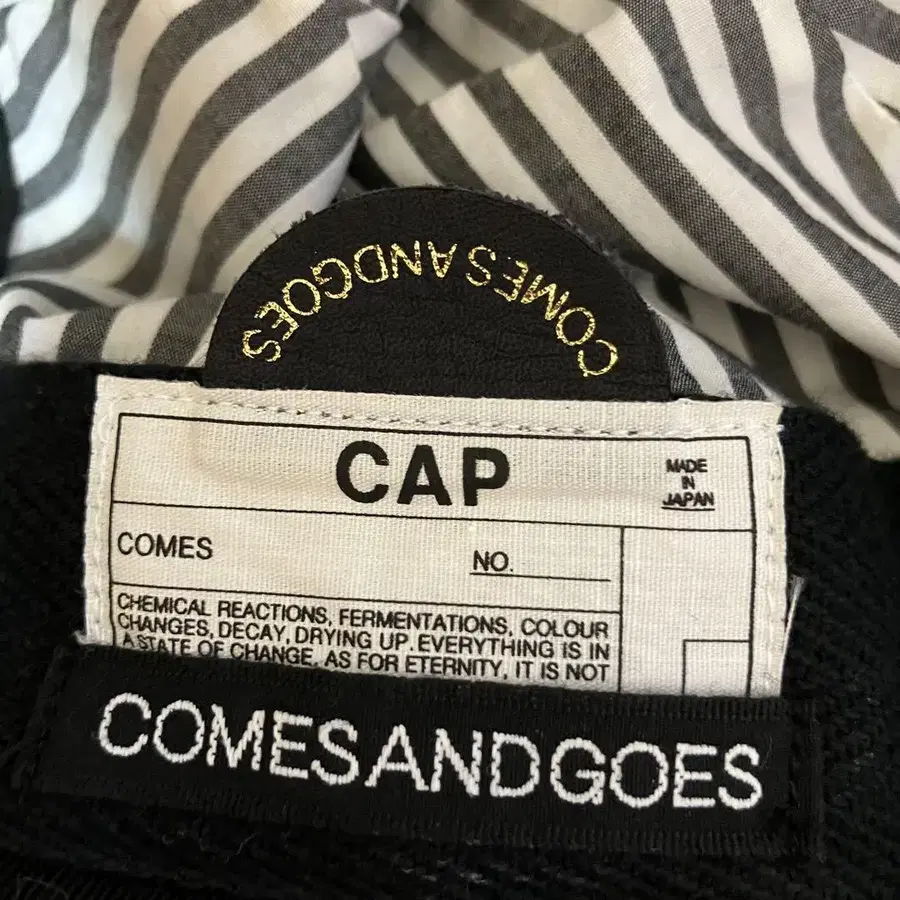 COMESANDGOES
CAP
MADE
IN
JAPAN
COMES
NO.
CHEMICAL REACTIONS, FERMENTATIONS, COLOUR
CHANGES, DECAY, DRYING UP. EVERYTHING IS IN
A STATE OF CHANGE, AS FOR ETERNITY, IT IS NOT
COMESANDGOES